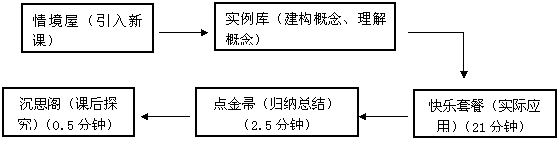 情境屋（引入新
课）
实例库（建构概念、理解
概念）
快乐套餐（实际应
用）（21分钟）
点金帚（归纳总结）
（2.5分钟）
沉思阁（课后探
究）（0.5分钟）